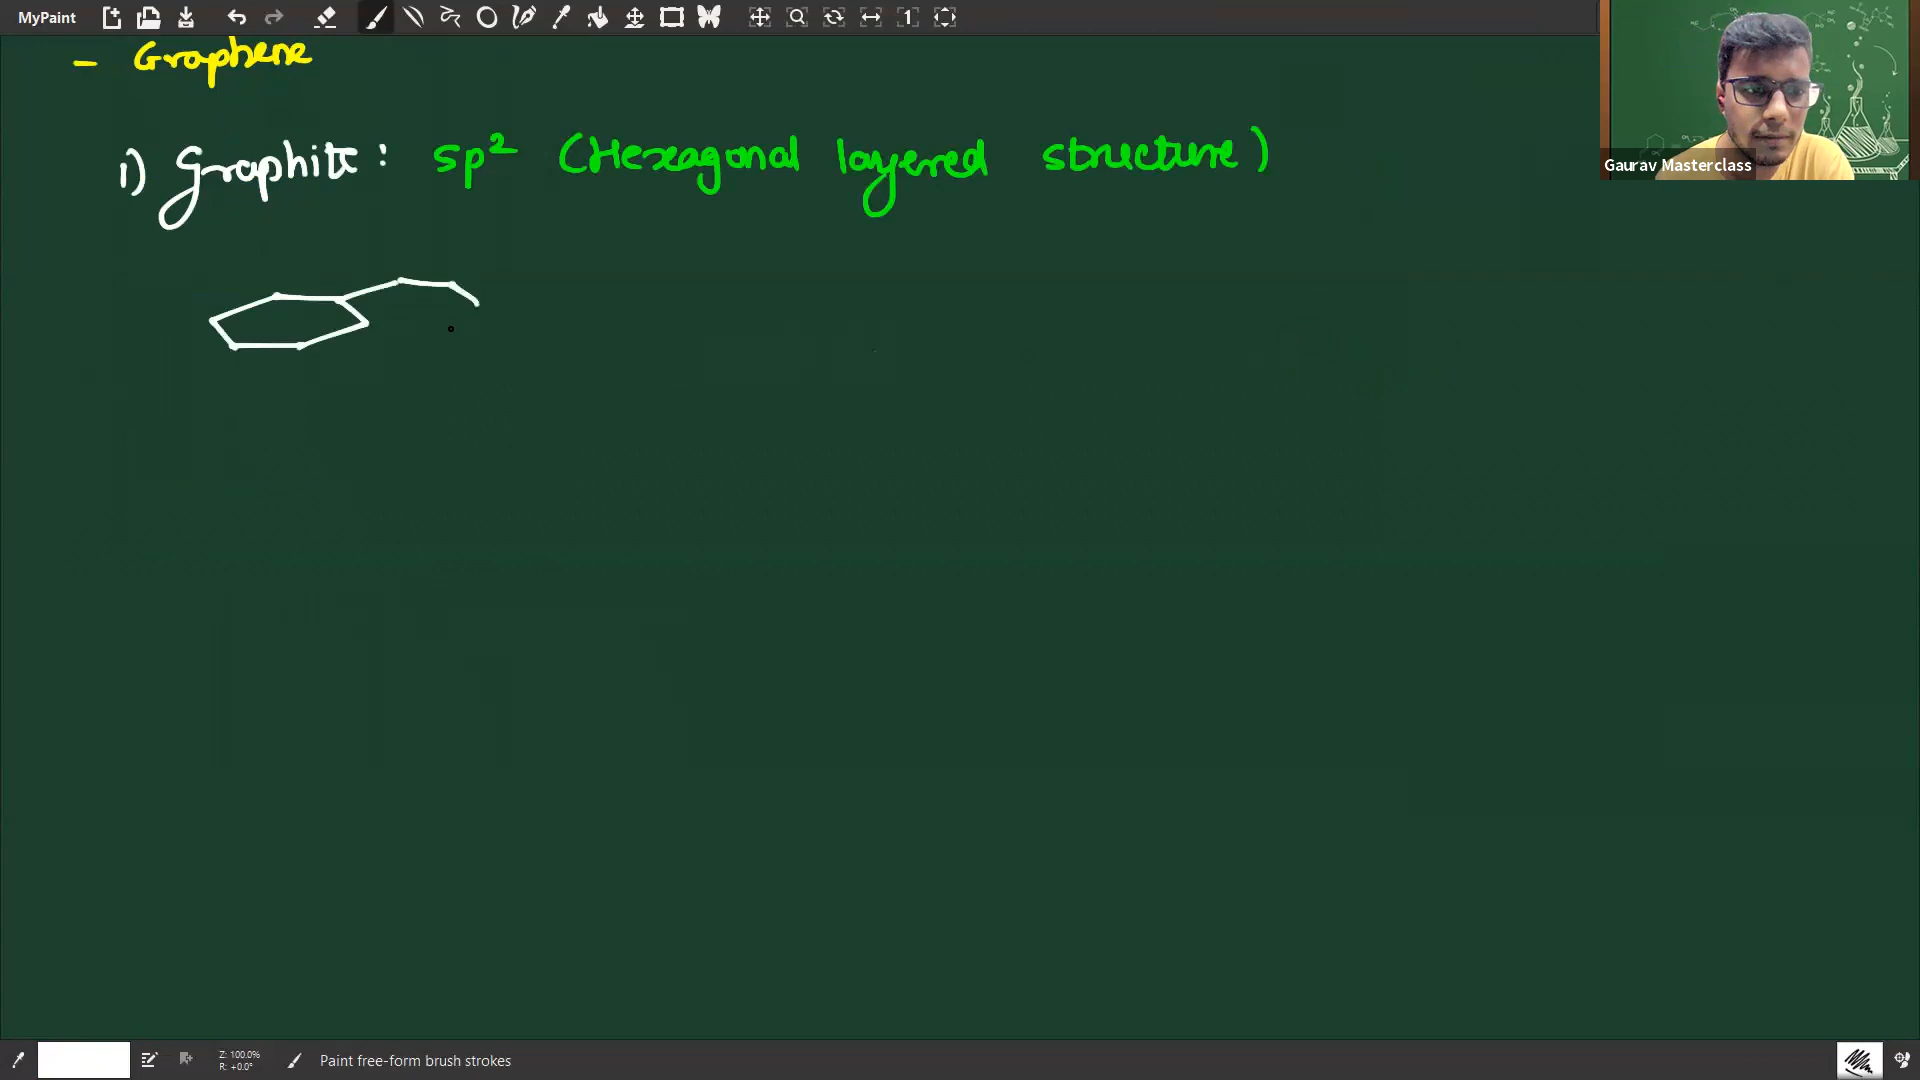 MyPaint
- Graphene
Gaurav Masterclass
1) Graphite: sp² (Hexagonal layered structure)
Z: 100.0%
R: +0.0°
Paint free-form brush strokes